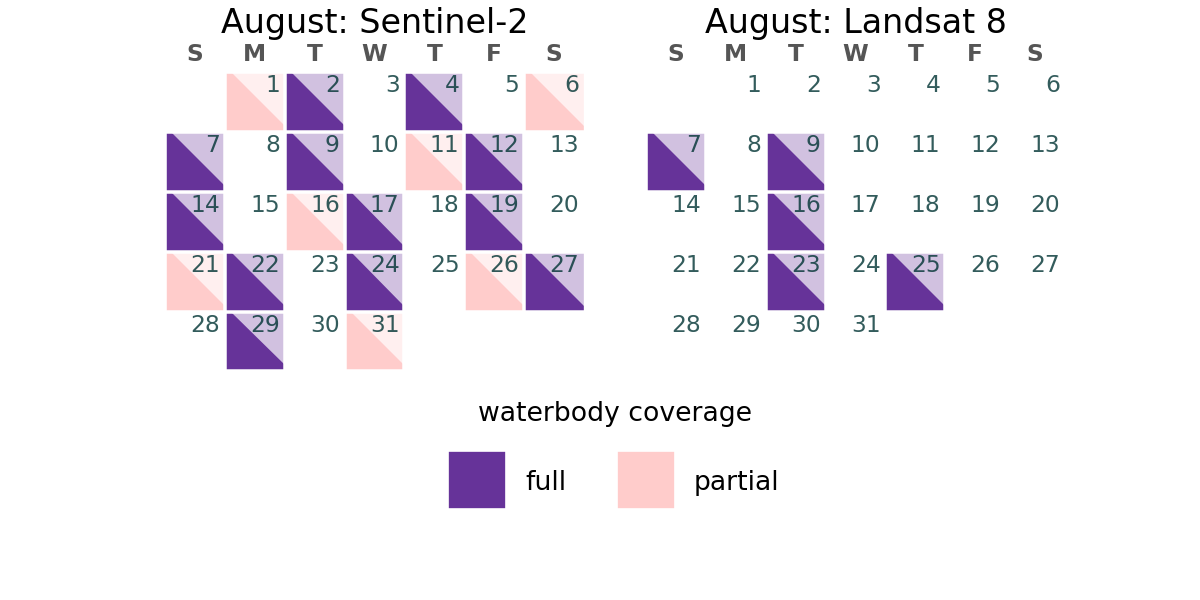 August: Sentinel-2
S M T W T F S
1 2 3 4 5 6
7 8 9 10 11 12 13
14 15 16 17 18 19 20
21 22 23 24 25 26 27
28 29 30 31
August: Landsat 8
S M T W T F S
1 2 3 4 5 6
7 8 9 10 11 12 13
14 15 16 17 18 19 20
21 22 23 24 25 26 27
28 29 30 31
waterbody coverage
full
partial